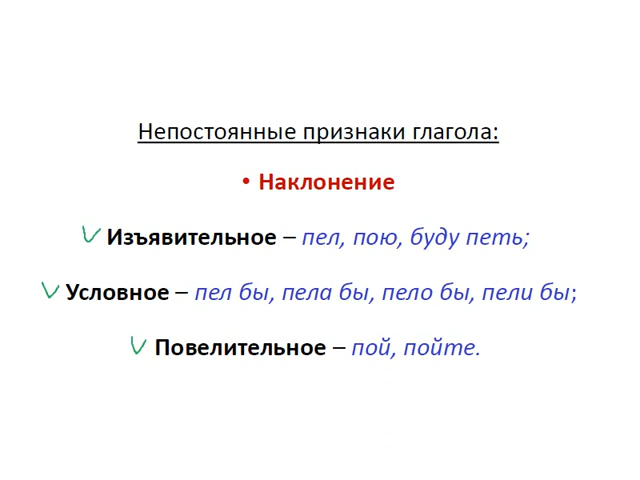 Непостоянные признаки глагола:
• Наклонение
Изъявительное – пел, пою, буду петь;
Условное – пел бы, пела бы, пело бы, пели бы;
Повелительное – пой, пойте.